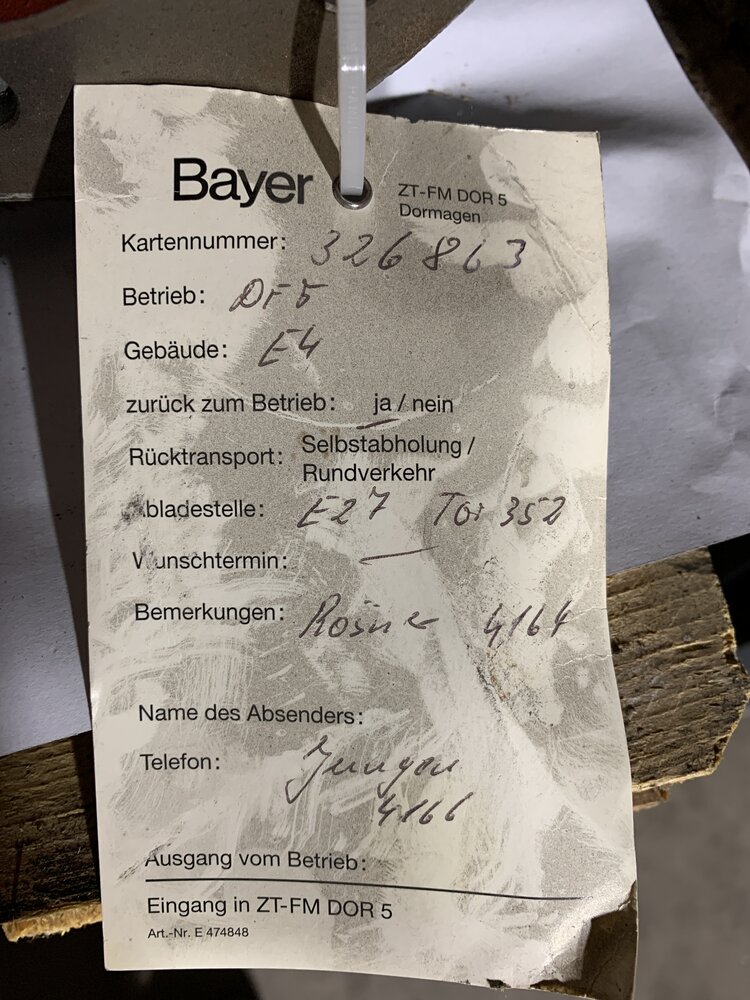 Bayer
ZT-FM DOR 5
Dormagen
Kartennummer: 326863
Betrieb: DF5
Gebäude: E4
zurück zum Betrieb: ja / nein
Rücktransport: Selbstabholung /
Rundverkehr
Abladestelle: E27 Tor 352
Wunschtermin: —
Bemerkungen: 4164
Name des Absenders:
Telefon:
4166
Ausgang vom Betrieb:
Eingang in ZT-FM DOR 5
Art.-Nr. E 474848